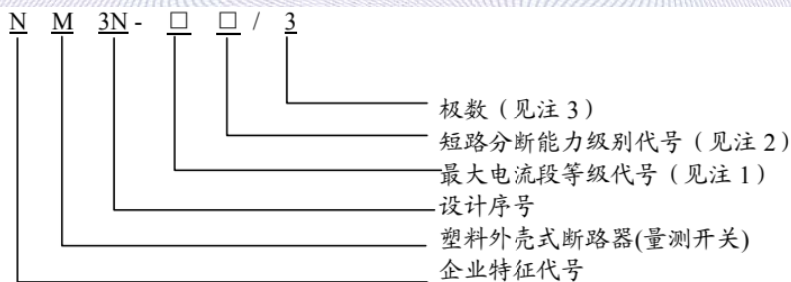 N M 3N- □ □ / 3
极数（见注 3）
短路分断能力级别代号（见注 2）
最大电流段等级代号（见注 1）
设计序号
塑料外壳式断路器(量测开关)
企业特征代号